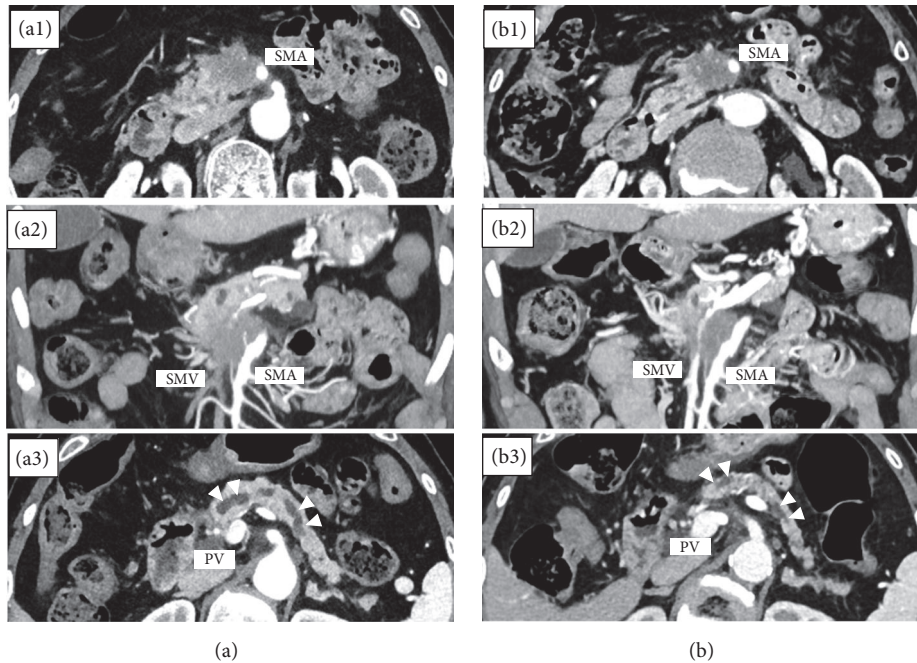 (a1)
SMA
(b1)
SMA
(a2)
SMV
SMA
(b2)
SMV
SMA
(a3)
PV
(b3)
PV
(a)
(b)